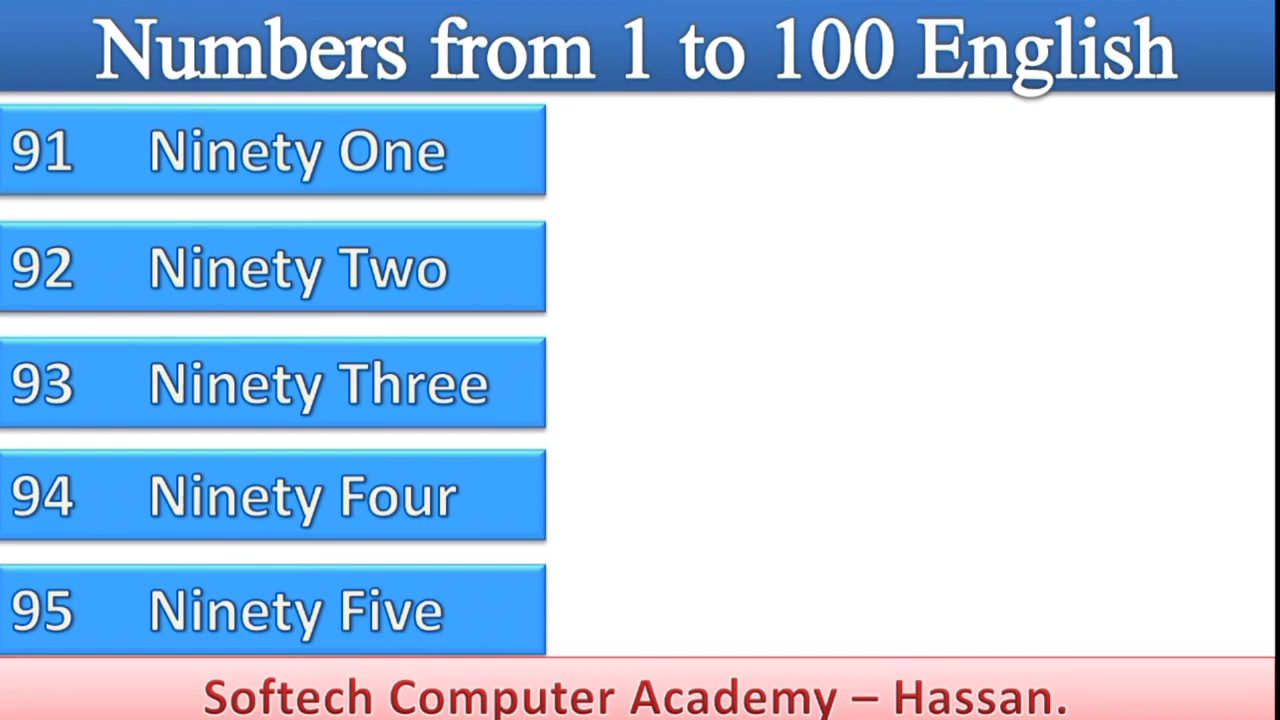 Numbers from 1 to 100 English
91 Ninety One
92 Ninety Two
93 Ninety Three
94 Ninety Four
95 Ninety Five
Softech Computer Academy – Hassan.